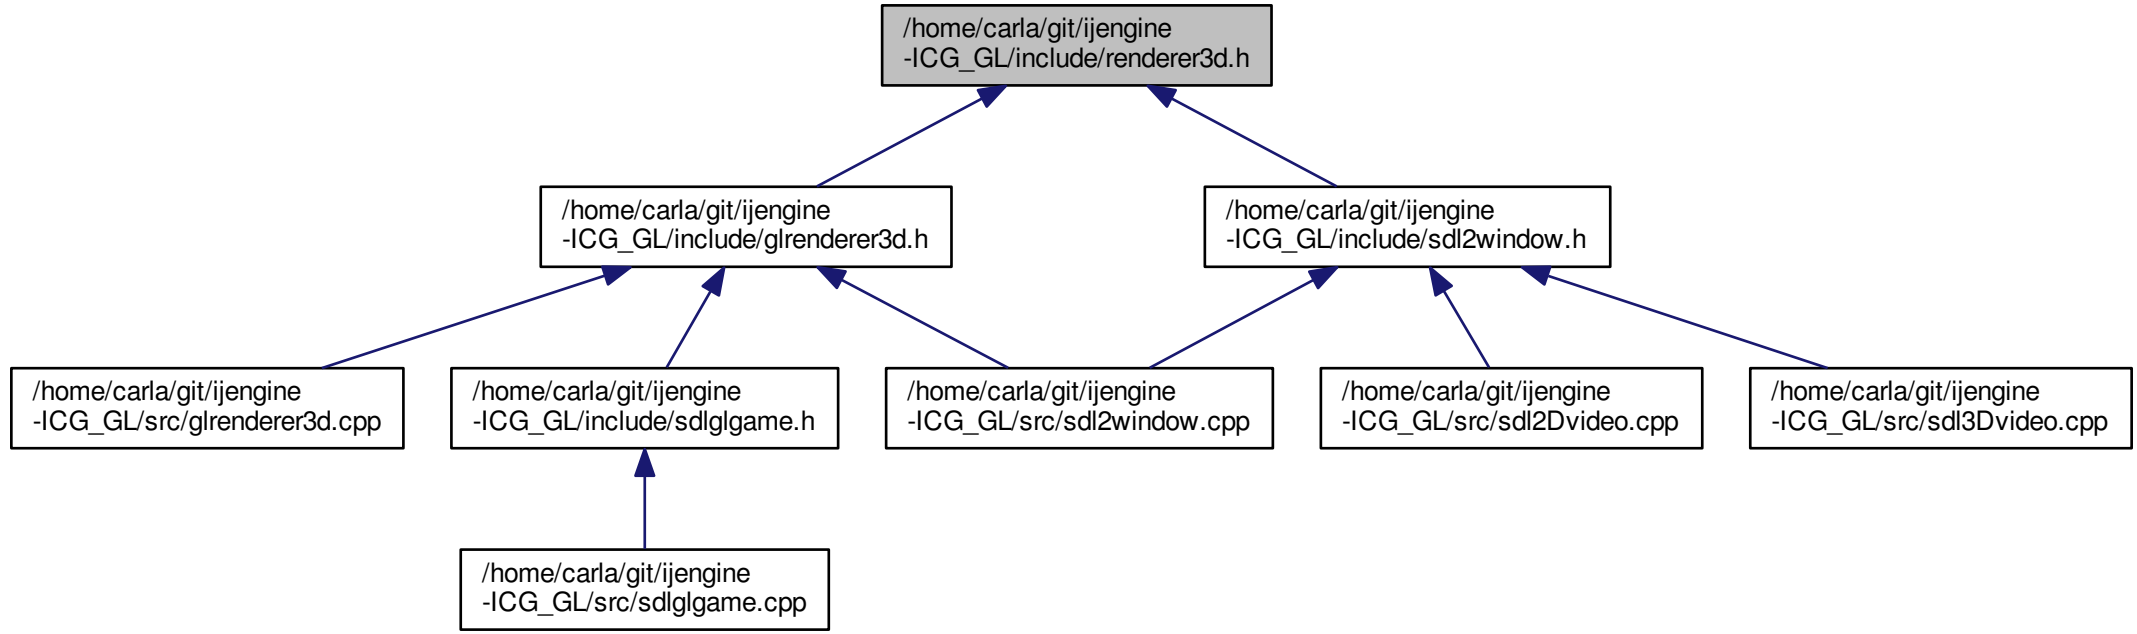 /home/carla/git/ijengine
-ICG_GL/include/renderer3d.h
/home/carla/git/ijengine
-ICG_GL/include/glrenderer3d.h
/home/carla/git/ijengine
-ICG_GL/include/sdl2window.h
/home/carla/git/ijengine
-ICG_GL/src/glrenderer3d.cpp
/home/carla/git/ijengine
-ICG_GL/include/sdlglgame.h
/home/carla/git/ijengine
-ICG_GL/src/sdl2window.cpp
/home/carla/git/ijengine
-ICG_GL/src/sdl2Dvideo.cpp
/home/carla/git/ijengine
-ICG_GL/src/sdl3Dvideo.cpp
/home/carla/git/ijengine
-ICG_GL/src/sdlglgame.cpp